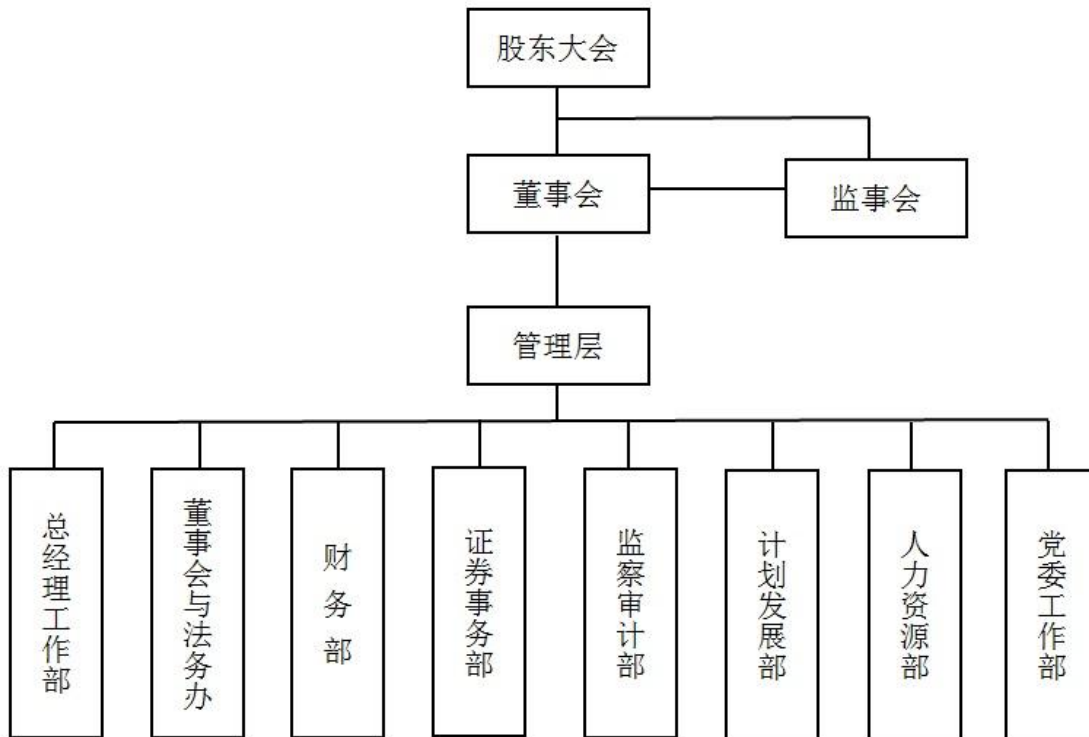 股东大会
董事会
监事会
管理层
总经理工作部
董事会与法务办
财务部
证券事务部
监察审计部
计划发展部
人力资源部
党委工作部